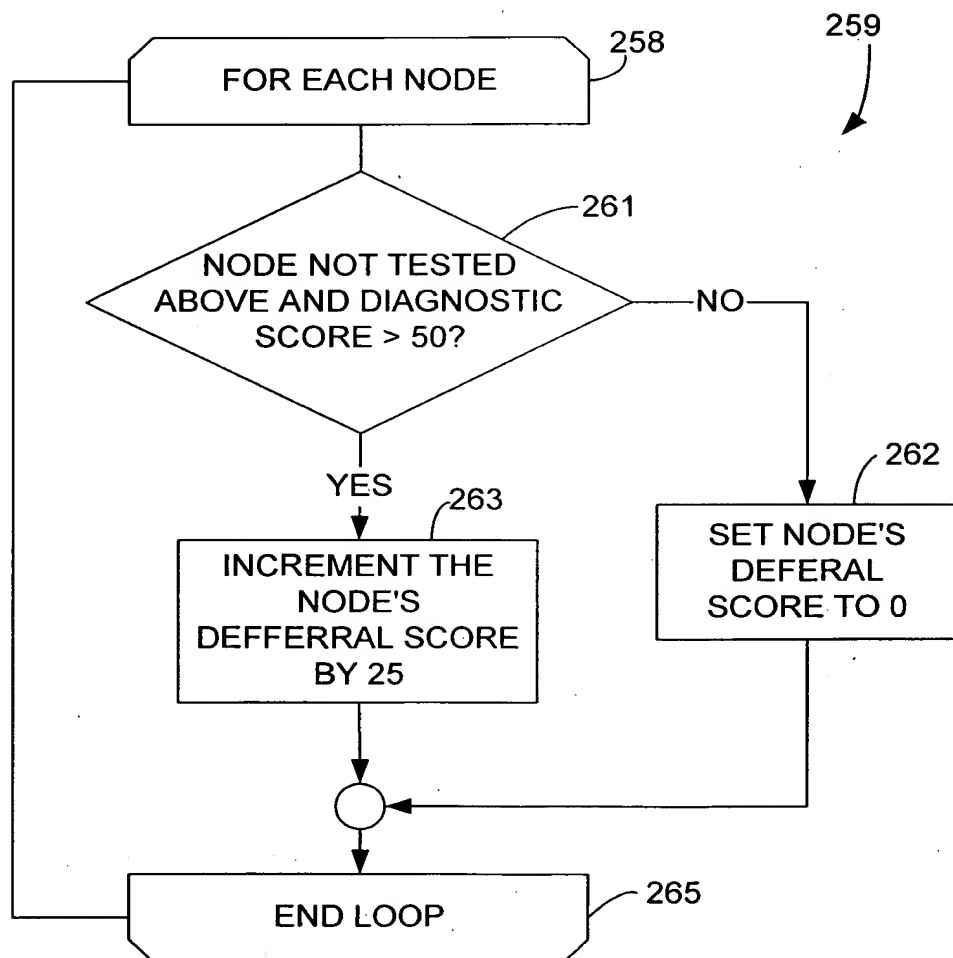 258
259
FOR EACH NODE
261
NODE NOT TESTED
ABOVE AND DIAGNOSTIC
SCORE > 50?
NO
YES
262
263
SET NODE'S
DEFERAL
SCORE TO 0
INCREMENT THE
NODE'S
DEFFERRAL SCORE
BY 25
265
END LOOP